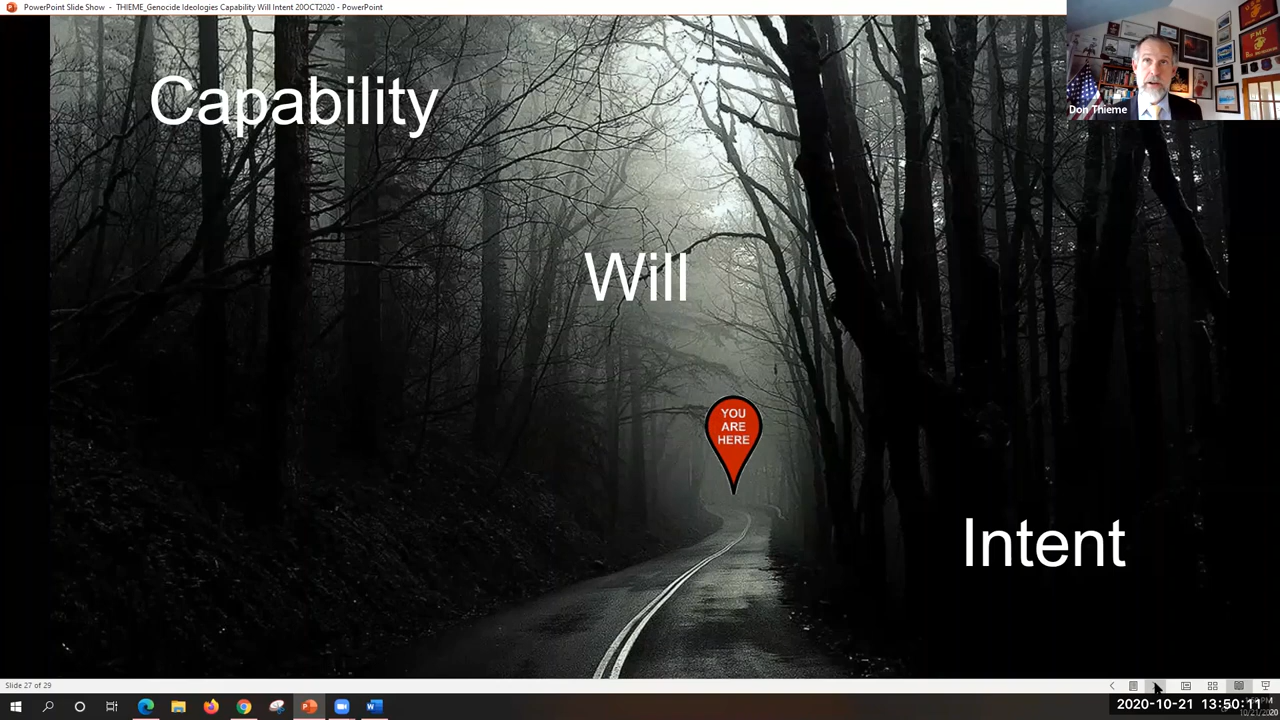 PowerPoint Slide Show - THIEME_Genocide Ideologies Capability Will Intent 20OCT2020 - PowerPoint
Don Thieme
Capability
Will
YOU
ARE
HERE
Intent
Slide 27 of 29
2020-10-21 13:50:11